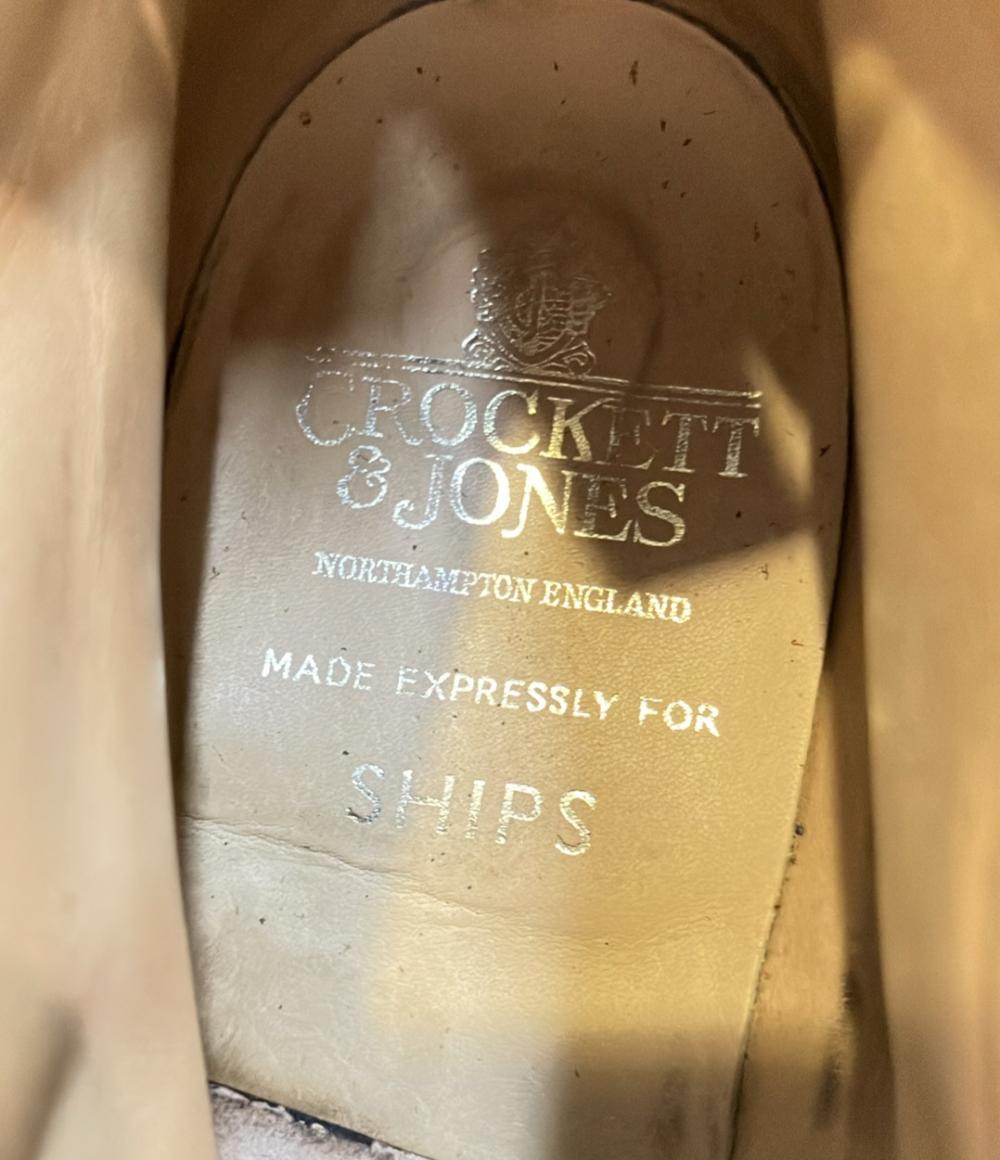 CROCKETT
& JONES
NORTHAMPTON ENGLAND
MADE EXPRESSLY FOR
SHIPS